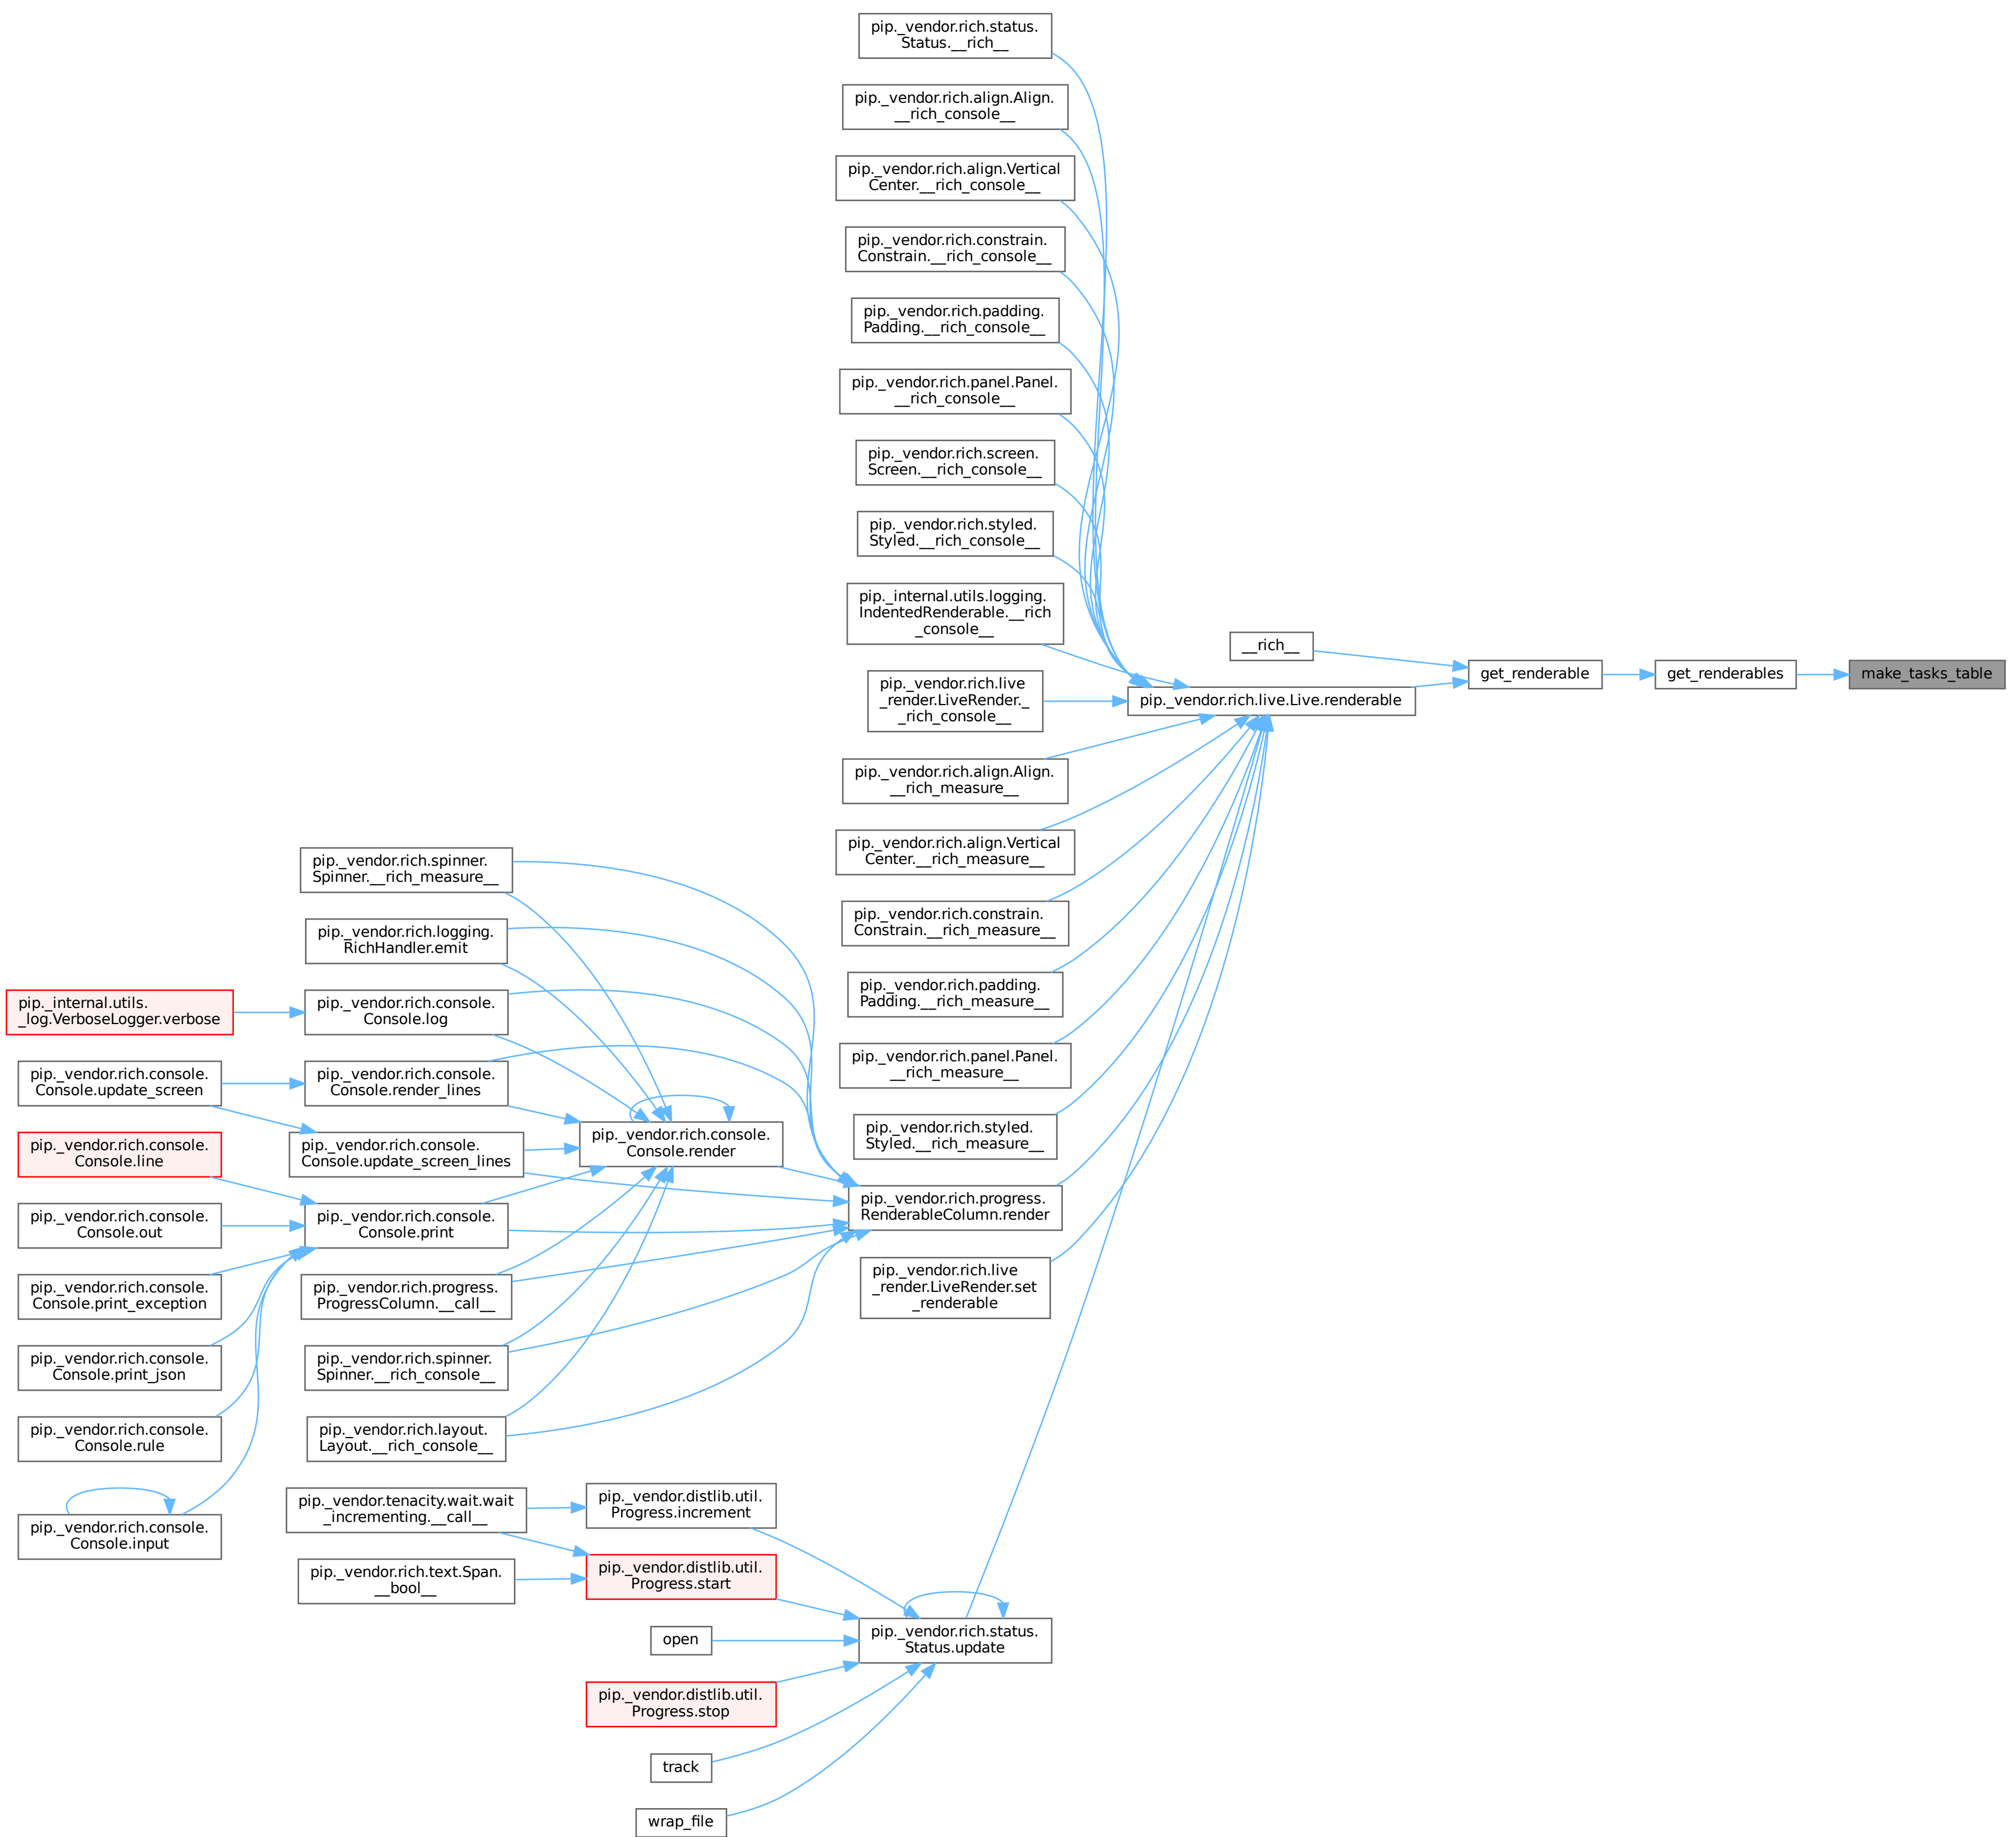 pip._vendor.rich.status.
Status.__rich__
pip._vendor.rich.align.Align.
__rich_console__
pip._vendor.rich.align.Vertical
Center.__rich_console__
pip._vendor.rich.constrain.
Constrain.__rich_console__
pip._vendor.rich.padding.
Padding.__rich_console__
pip._vendor.rich.panel.Panel.
__rich_console__
pip._vendor.rich.screen.
Screen.__rich_console__
pip._vendor.rich.styled.
Styled.__rich_console__
pip._internal.utils.logging.
IndentedRenderable.__rich
_console__
__rich__
get_renderable
get_renderables
make_tasks_table
pip._vendor.rich.live
_render.LiveRender._
_rich_console__
pip._vendor.rich.live.Live.renderable
pip._vendor.rich.align.Align.
__rich_measure__
pip._vendor.rich.align.Vertical
Center.__rich_measure__
pip._vendor.rich.spinner.
Spinner.__rich_measure__
pip._vendor.rich.constrain.
Constrain.__rich_measure__
pip._vendor.rich.logging.
RichHandler.emit
pip._vendor.rich.padding.
Padding.__rich_measure__
pip._internal.utils.
_log.VerboseLogger.verbose
pip._vendor.rich.console.
Console.log
pip._vendor.rich.panel.Panel.
__rich_measure__
pip._vendor.rich.console.
Console.update_screen
pip._vendor.rich.console.
Console.render_lines
pip._vendor.rich.styled.
Styled.__rich_measure__
pip._vendor.rich.console.
Console.line
pip._vendor.rich.console.
Console.update_screen_lines
pip._vendor.rich.console.
Console.render
pip._vendor.rich.progress.
RenderableColumn.render
pip._vendor.rich.console.
Console.out
pip._vendor.rich.console.
Console.print
pip._vendor.rich.live
_render.LiveRender.set
_renderable
pip._vendor.rich.console.
Console.print_exception
pip._vendor.rich.progress.
ProgressColumn.__call__
pip._vendor.rich.console.
Console.print_json
pip._vendor.rich.spinner.
Spinner.__rich_console__
pip._vendor.rich.console.
Console.rule
pip._vendor.rich.layout.
Layout.__rich_console__
pip._vendor.rich.console.
Console.input
pip._vendor.tenacity.wait.wait
_incrementing.__call__
pip._vendor.distlib.util.
Progress.increment
pip._vendor.rich.text.Span.
__bool__
pip._vendor.distlib.util.
Progress.start
open
pip._vendor.rich.status.
Status.update
pip._vendor.distlib.util.
Progress.stop
track
wrap_file